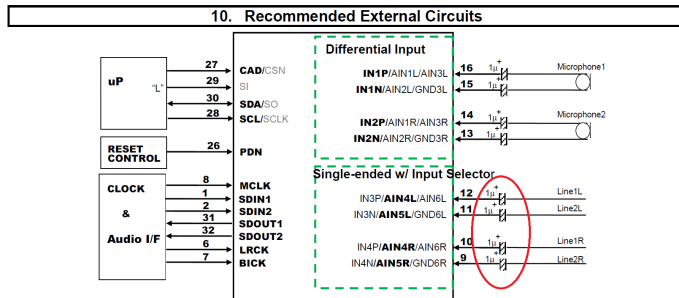 10. Recommended External Circuits
Differential Input
uP
"L"
27
CAD/CSN
29
SI
30
SDA/SO
28
SCL/SCLK
RESET
CONTROL
26
PDN
CLOCK
&
Audio I/F
8
MCLK
1
SDIN1
2
SDIN2
31
SDOUT1
32
SDOUT2
6
LRCK
7
BICK
IN1P/AIN1L/AIN3L
16
1μ
+
Microphone1
IN1N/AIN2L/GND3L
15
1μ
+
IN2P/AIN1R/AIN3R
14
1μ
+
Microphone2
IN2N/AIN2R/GND3R
13
1μ
+
Single-ended w/ Input Selector
IN3P/AIN4L/AIN6L
12
1μ
+
Line1L
IN3N/AIN5L/GND6L
11
1μ
+
Line2L
IN4P/AIN4R/AIN6R
10
1μ
+
Line1R
IN4N/AIN5R/GND6R
9
1μ
+
Line2R